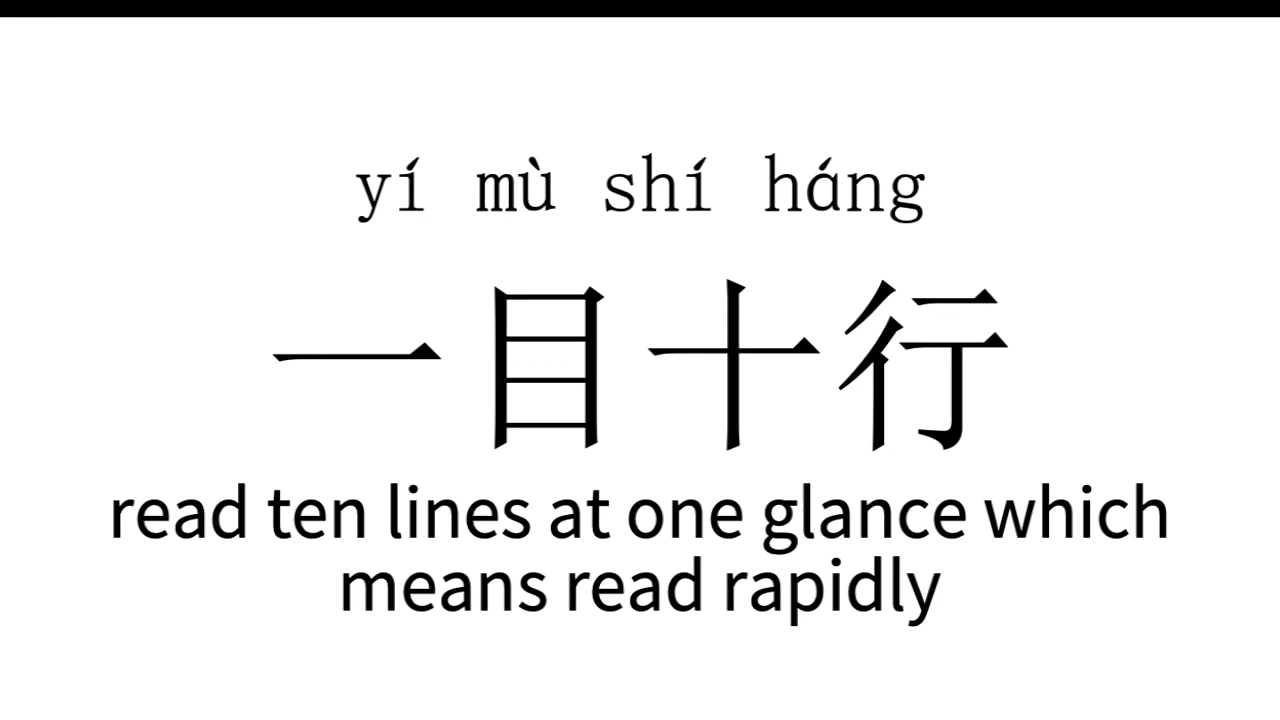 yí mù shí háng
一目十行
read ten lines at one glance which
means read rapidly